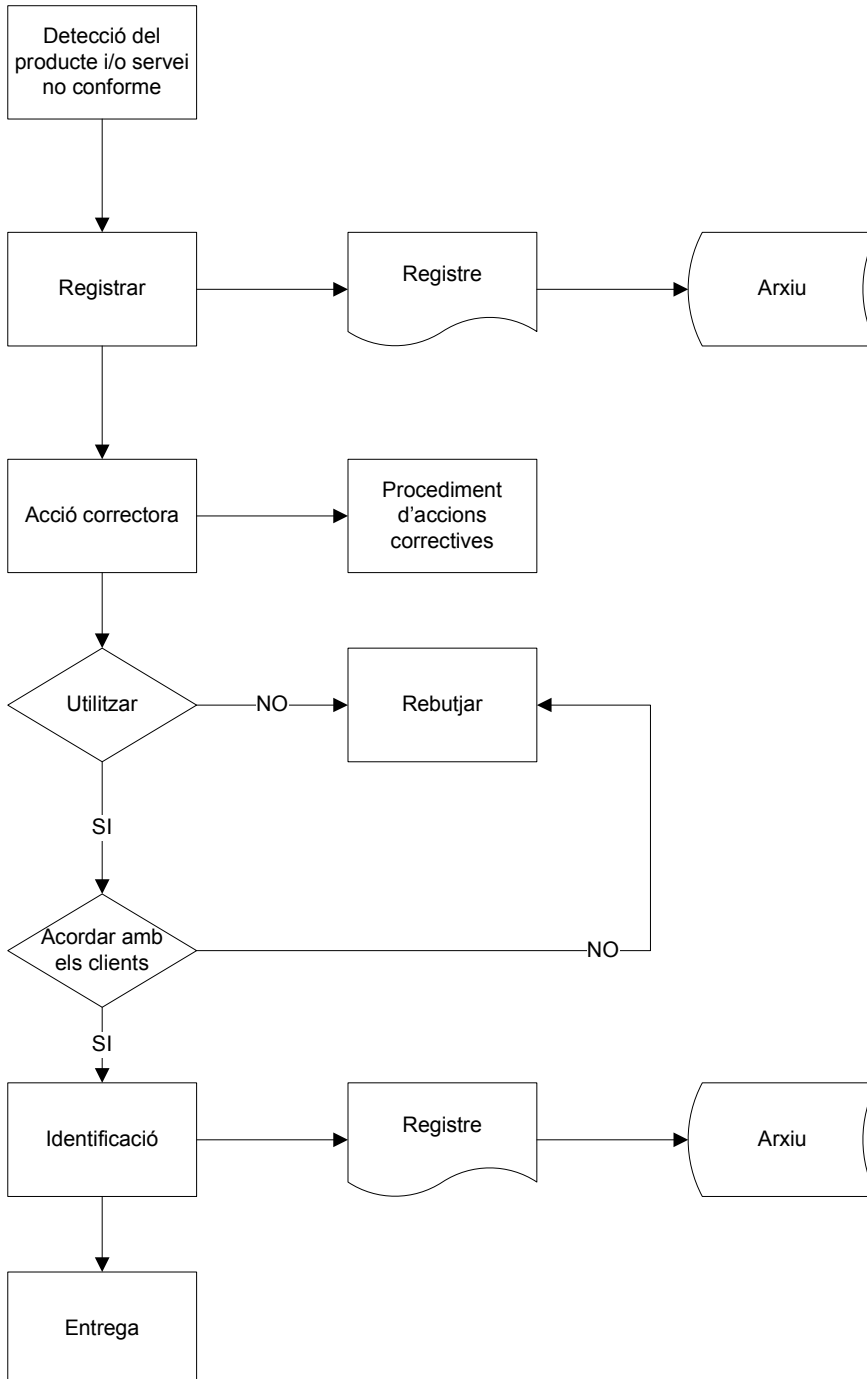 Detecció del
producte i/o servei
no conforme
Registrar
Registre
Arxiu
Acció correctora
Procediment
d'accions
correctives
Utilitzar
NO
Rebutjar
SI
Acordar amb
els clients
NO
SI
Identificació
Registre
Arxiu
Entrega